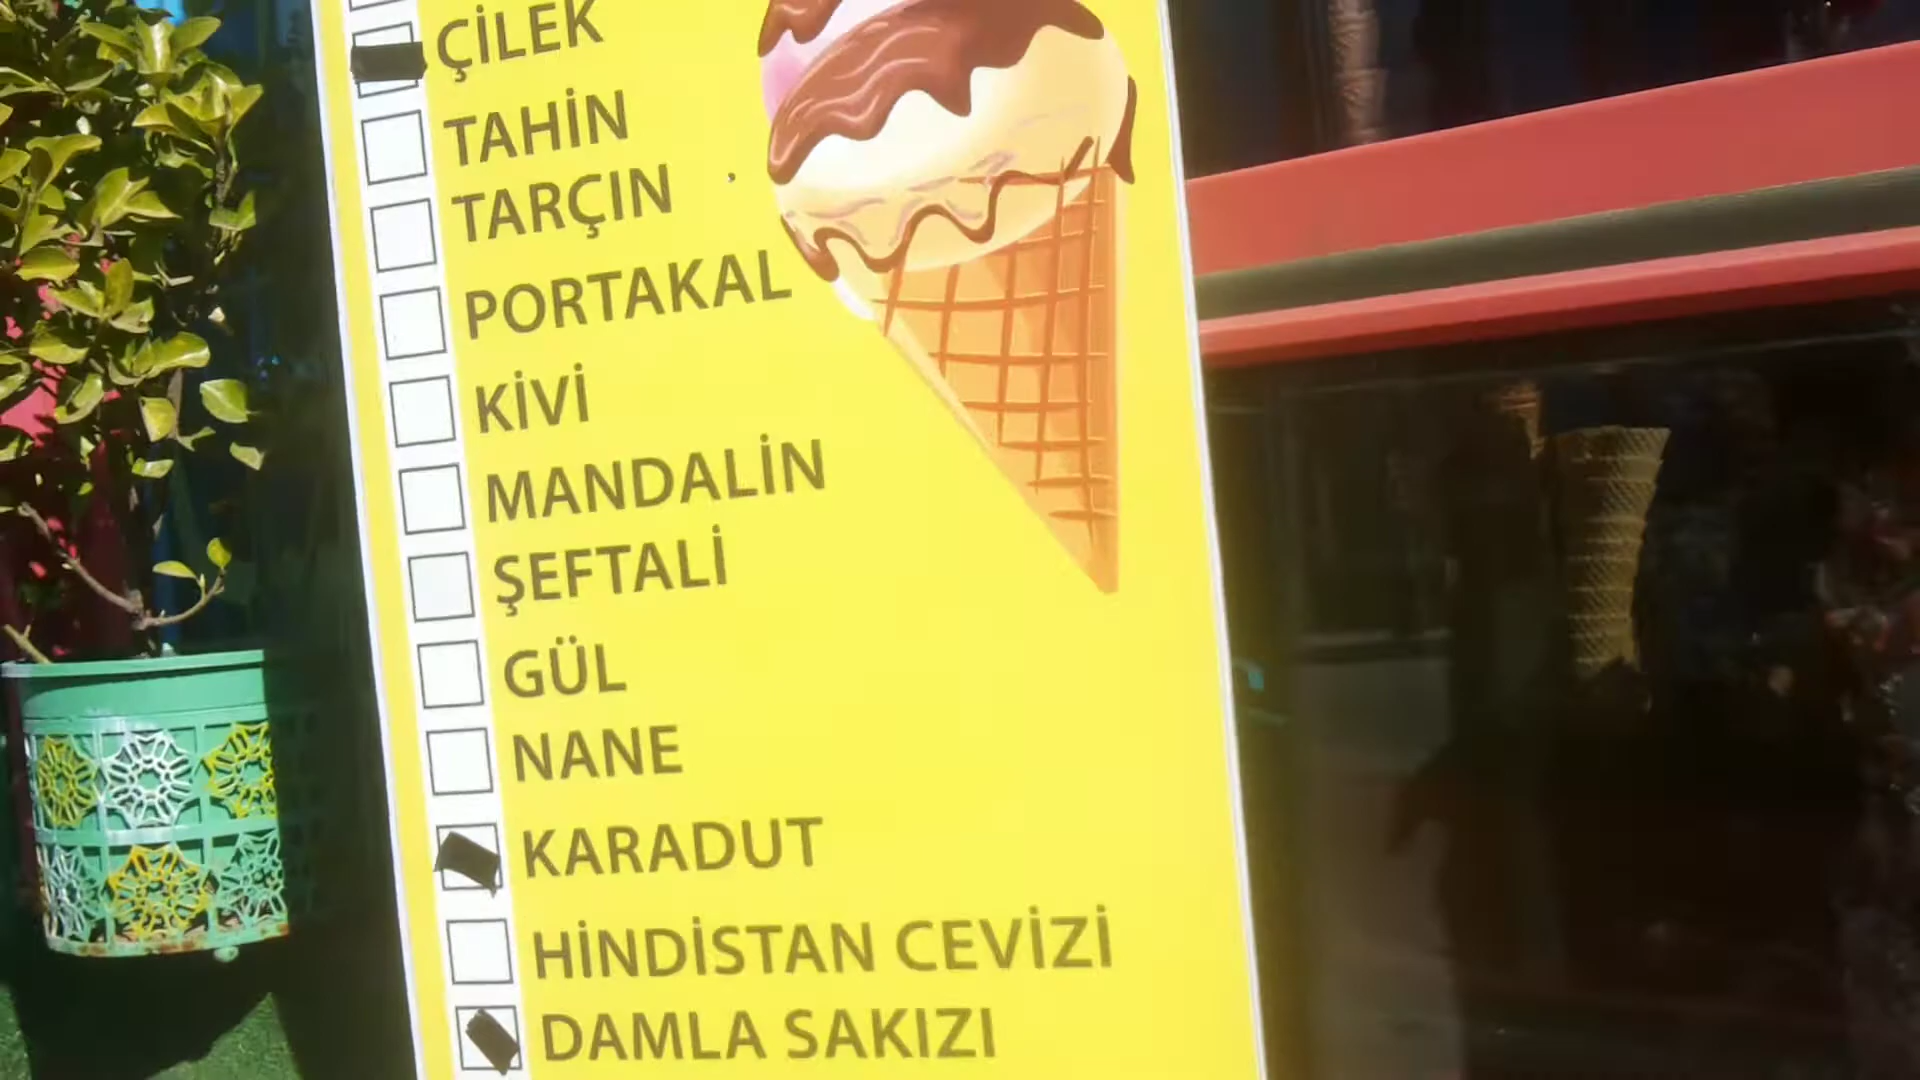 ÇİLEK
TAHİN
TARÇIN
PORTAKAL
KİVİ
MANDALİN
ŞEFTALİ
GÜL
NANE
KARADUT
HİNDİSTAN CEVİZİ
DAMLA SAKIZI